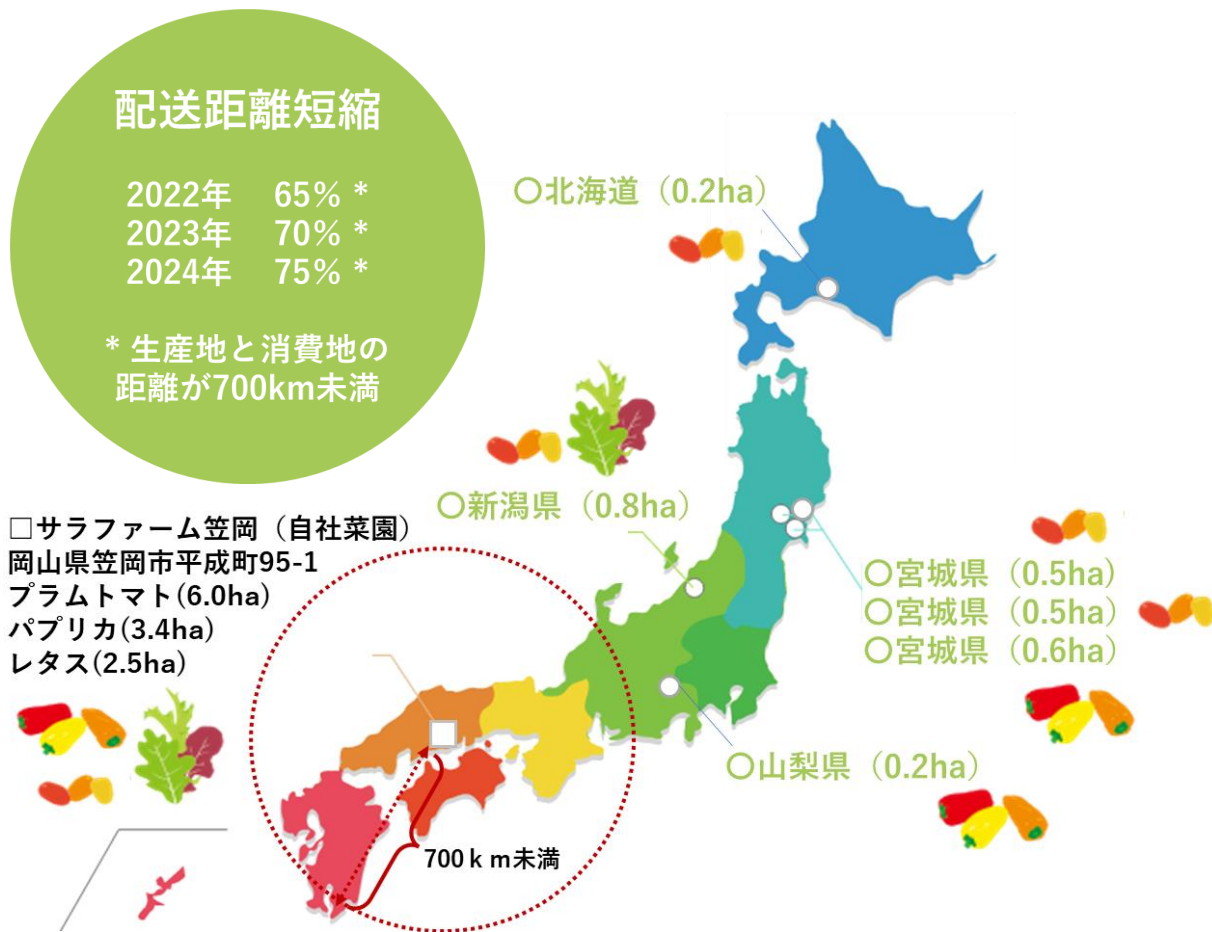 配送距離短縮
2022年 65% *
2023年 70% *
2024年 75% *
* 生産地と消費地の
距離が700km未満
〇北海道（0.2ha）
〇新潟県（0.8ha）
□サラファーム笠岡（自社菜園）
岡山県笠岡市平成町95-1
プラムトマト(6.0ha)
パプリカ(3.4ha)
レタス(2.5ha)
〇宮城県（0.5ha）
〇宮城県（0.5ha）
〇宮城県（0.6ha）
〇山梨県（0.2ha）
700ｋｍ未満